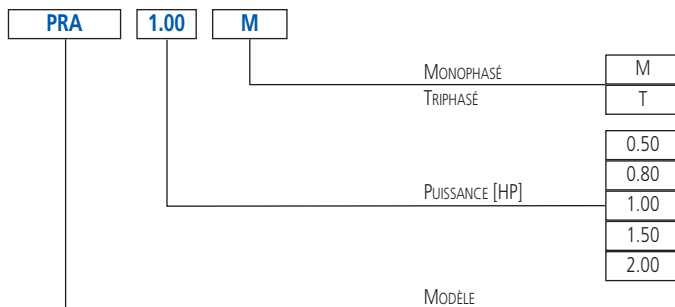 PRA 1.00 M
Monophasé M
Triphasé T
0.50
0.80
Puissance [HP] 1.00
1.50
2.00
Modèle